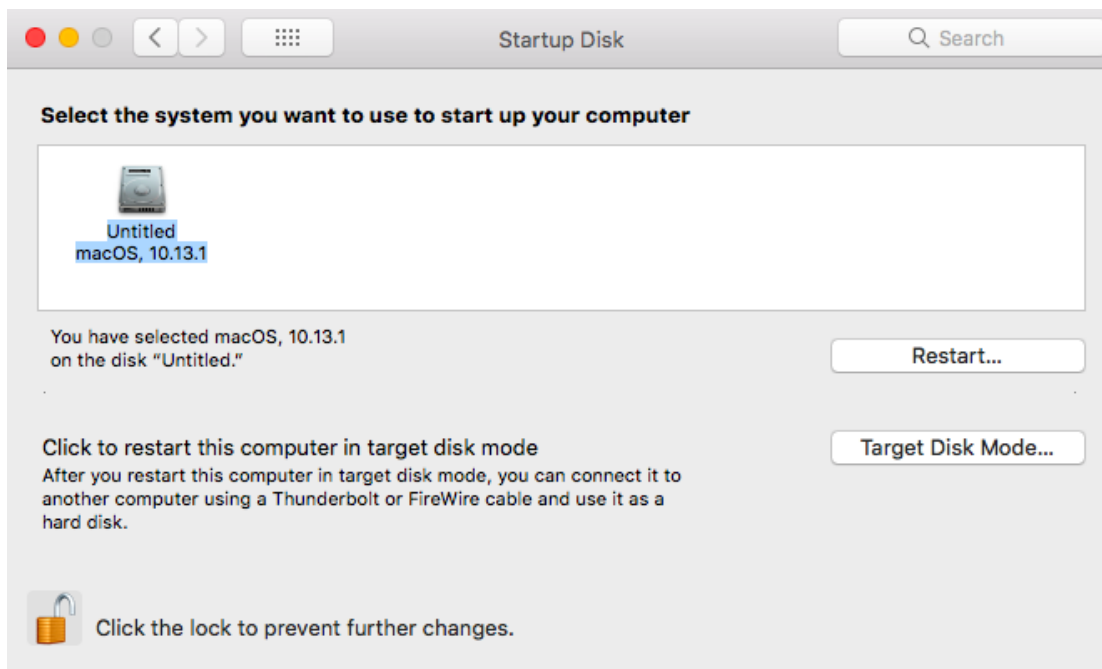 Startup Disk
Search
Select the system you want to use to start up your computer
Untitled
macOS, 10.13.1
You have selected macOS, 10.13.1
on the disk “Untitled.”
Restart...
Click to restart this computer in target disk mode
Target Disk Mode...
After you restart this computer in target disk mode, you can connect it to
another computer using a Thunderbolt or FireWire cable and use it as a
hard disk.
Click the lock to prevent further changes.